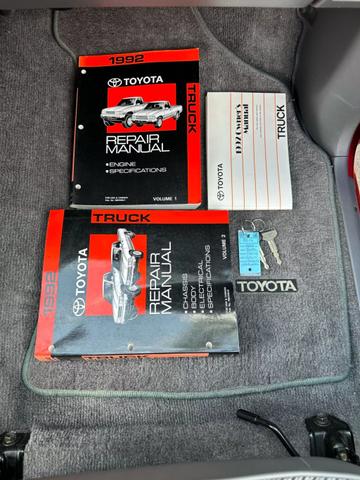 1992
TOYOTA
TRUCK
REPAIR
MANUAL
• ENGINE
• SPECIFICATIONS
VOLUME 1
1992 Owner's
Manual
TOYOTA
TRUCK
TRUCK
1992
TOYOTA
REPAIR
MANUAL
• CHASSIS
• BODY
• ELECTRICAL
• SPECIFICATIONS
VOLUME 2
TOYOTA